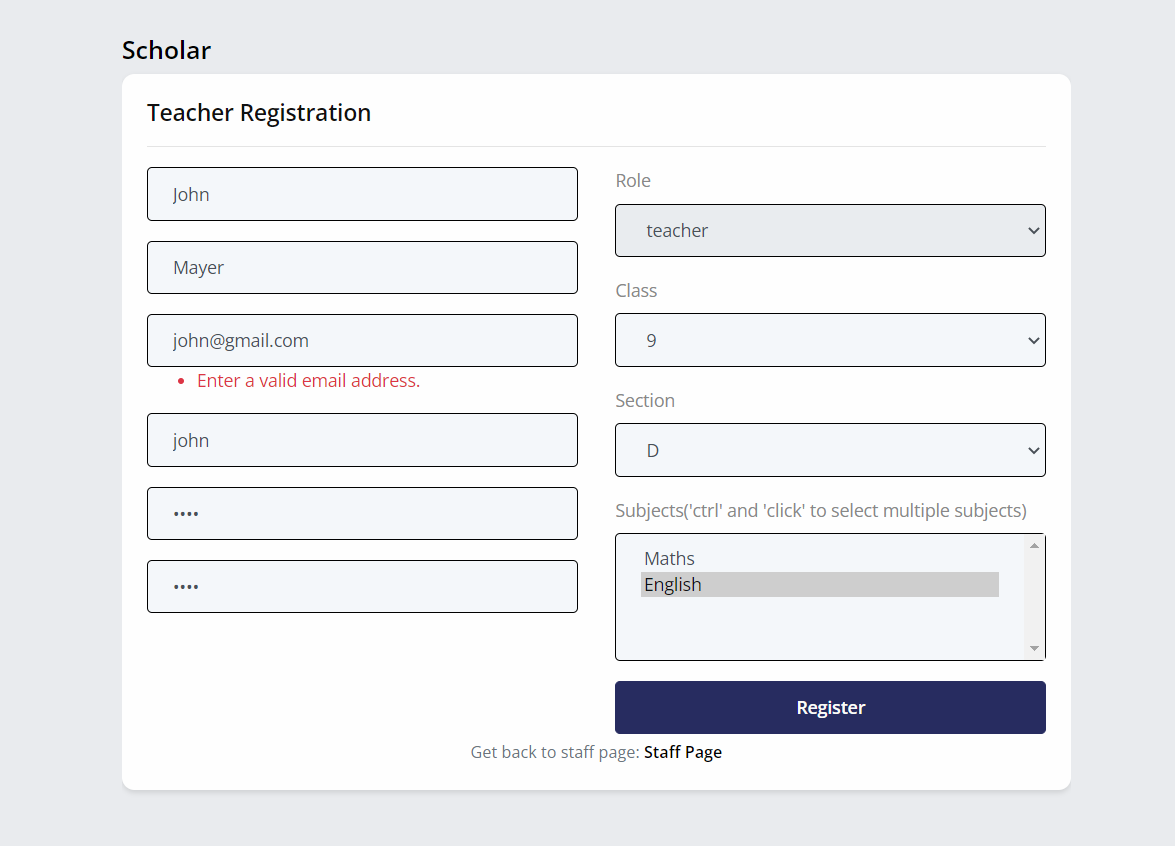 Scholar
Teacher Registration
John
Mayer
john@gmail.com
Enter a valid email address.
john
••••
••••
Role
teacher
Class
9
Section
D
Subjects('ctrl' and 'click' to select multiple subjects)
Maths
English
Register
Get back to staff page: Staff Page